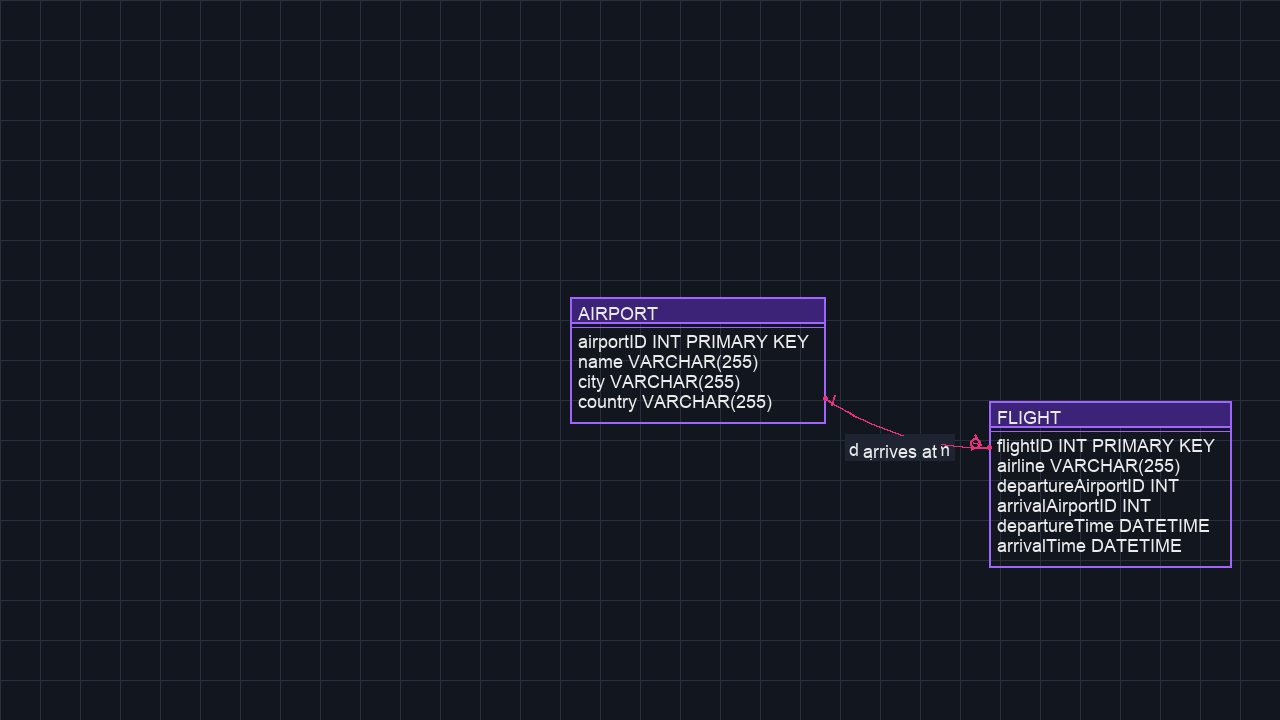 AIRPORT
airportID INT PRIMARY KEY
name VARCHAR(255)
city VARCHAR(255)
country VARCHAR(255)
arrives at
FLIGHT
flightID INT PRIMARY KEY
airline VARCHAR(255)
departureAirportID INT
arrivalAirportID INT
departureTime DATETIME
arrivalTime DATETIME